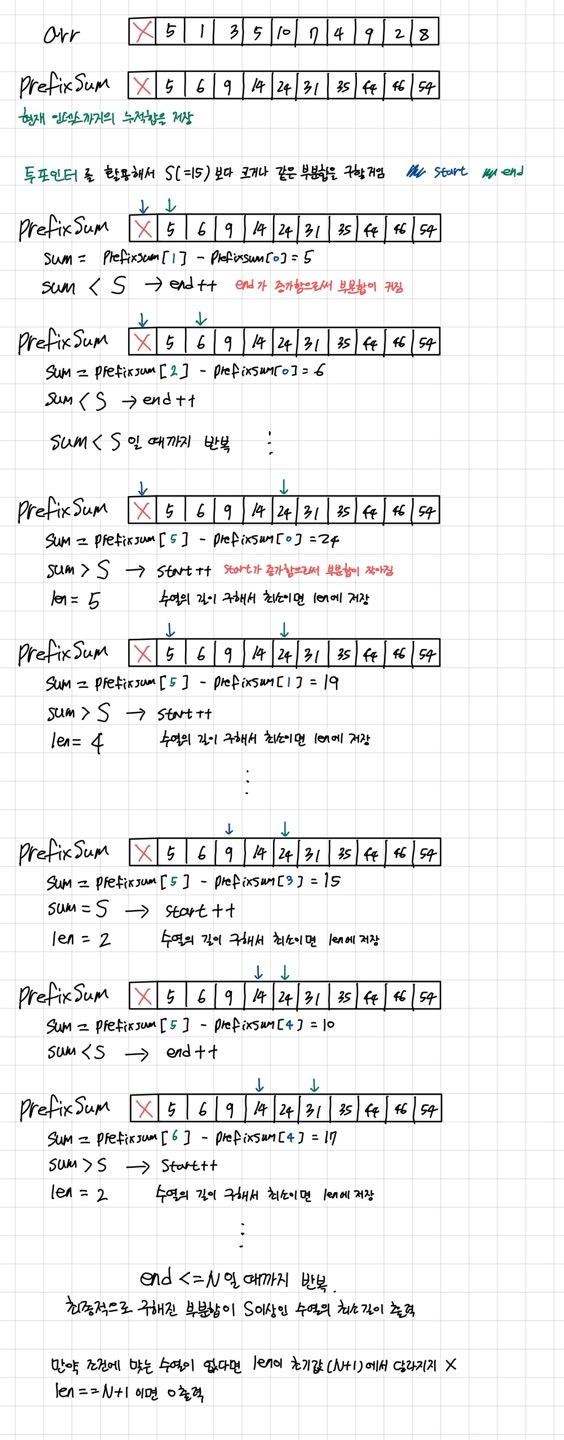 arr X 5 1 3 5 10 7 4 9 2 8
PrefixSum X 5 6 9 14 24 31 35 44 46 54
현재 인덱스까지의 누적합을 저장
투포인터를 활용해서 S(=15)보다 크거나 같은 부분합을 구할거임 start end
PrefixSum X 5 6 9 14 24 31 35 44 46 54
Sum = Prefixsum[1] - Prefixsum[0] = 5
sum < S → end++ end가 증가함으로써 부분합이 커짐
PrefixSum X 5 6 9 14 24 31 35 44 46 54
Sum = Prefixsum[2] - Prefixsum[0] = 6
Sum < S → end++
sum < S 일 때까지 반복 ⋮
PrefixSum X 5 6 9 14 24 31 35 44 46 54
Sum = Prefixsum[5] - Prefixsum[0] = 24
sum > S → start++ start가 증가함으로써 부분합이 작아짐
len = 5 수열의 길이 구해서 최소이면 len에 저장
PrefixSum X 5 6 9 14 24 31 35 44 46 54
Sum = Prefixsum[5] - Prefixsum[1] = 19
sum > S → start++
len = 4 수열의 길이 구해서 최소이면 len에 저장
⋮
PrefixSum X 5 6 9 14 24 31 35 44 46 54
Sum = Prefixsum[5] - Prefixsum[3] = 15
sum = S → start++
len = 2 수열의 길이 구해서 최소이면 len에 저장
PrefixSum X 5 6 9 14 24 31 35 44 46 54
Sum = Prefixsum[5] - Prefixsum[4] = 10
sum < S → end++
PrefixSum X 5 6 9 14 24 31 35 44 46 54
Sum = Prefixsum[6] - Prefixsum[4] = 17
sum > S → Start++
len = 2 수열의 길이 구해서 최소이면 len에 저장
⋮
end <= N 일 때까지 반복.
최종적으로 구해진 부분합이 S이상인 수열의 최소길이 출력
만약 조건에 맞는 수열이 없다면 len이 초기값(N+1)에서 달라지지 X
len == N+1 이면 0 출력